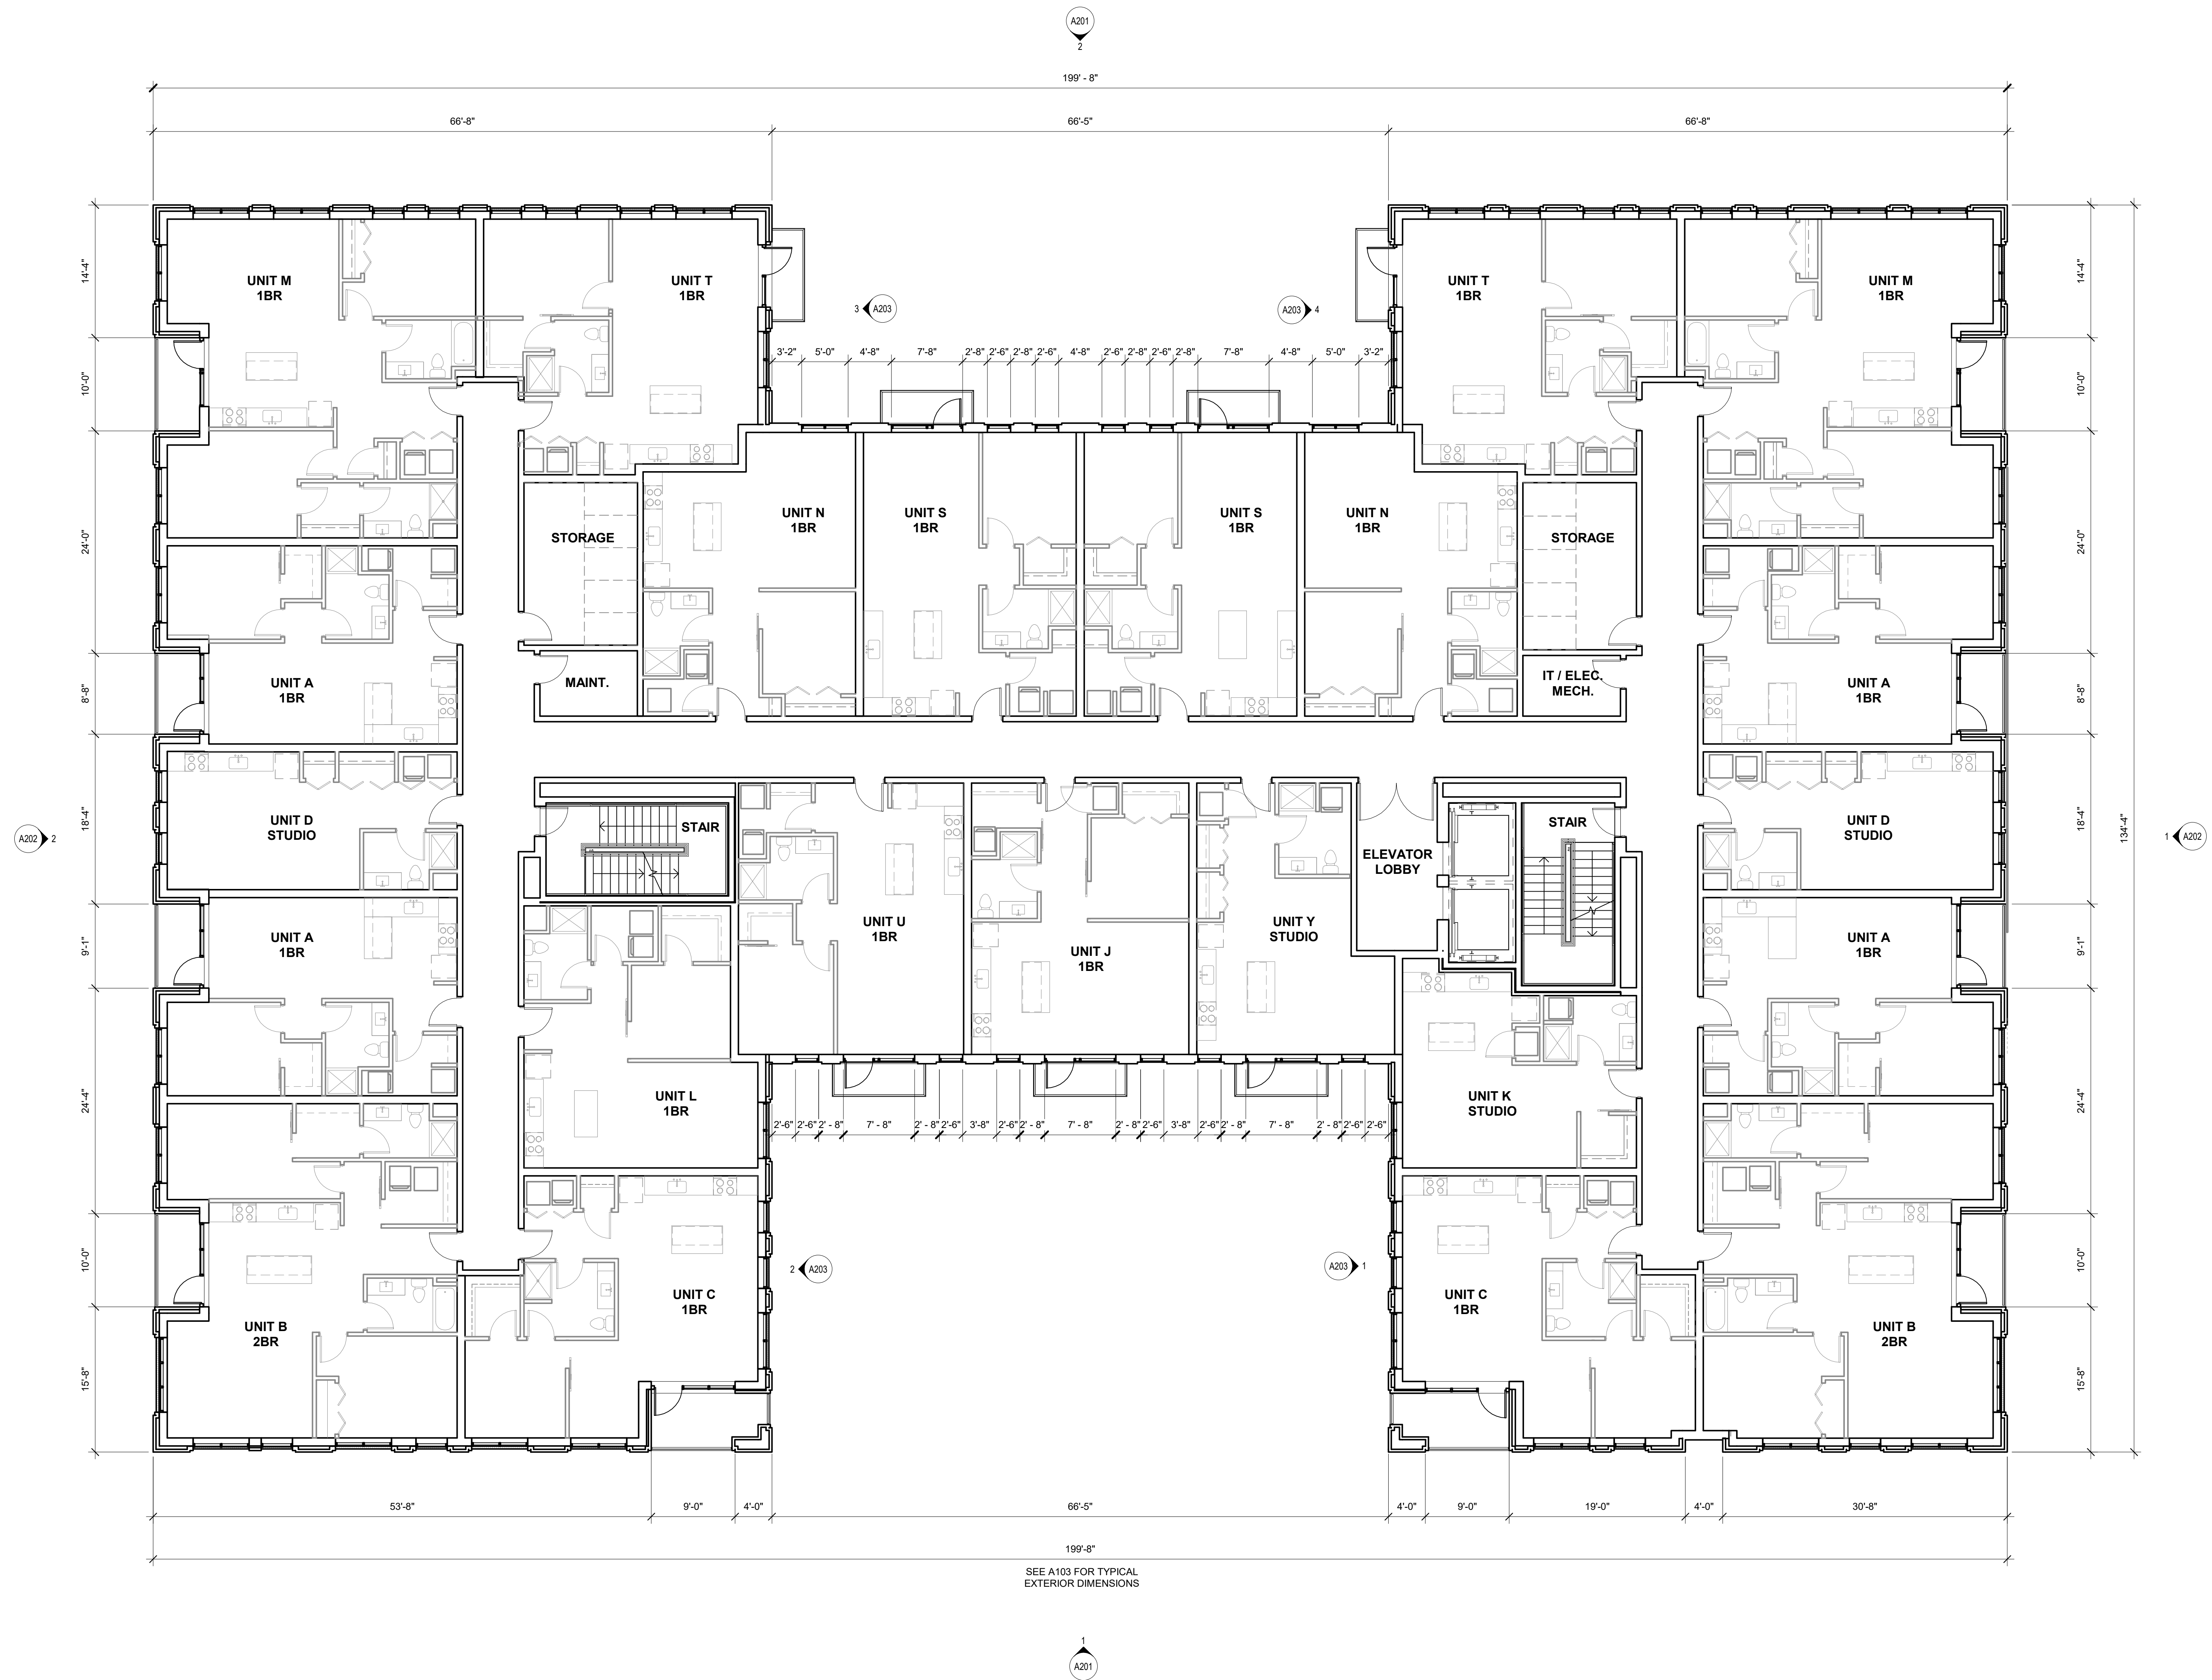 A201
2
199' - 8"
66'-8"
66'-5"
66'-8"
14'-4"
10'-0"
24'-0"
8'-8"
18'-4"
9'-1"
24'-4"
10'-0"
15'-8"
A202
2
UNIT M
1BR
UNIT T
1BR
3
A203
A203
4
UNIT T
1BR
UNIT M
1BR
3'-2"
5'-0"
4'-8"
7'-8"
2'-8"
2'-6"
2'-8"
2'-6"
4'-8"
2'-6"
2'-8"
2'-6"
2'-8"
7'-8"
4'-8"
5'-0"
3'-2"
STORAGE
UNIT N
1BR
UNIT S
1BR
UNIT S
1BR
UNIT N
1BR
STORAGE
UNIT A
1BR
MAINT.
IT / ELEC.
MECH.
UNIT A
1BR
UNIT D
STUDIO
STAIR
ELEVATOR
LOBBY
STAIR
UNIT D
STUDIO
UNIT A
1BR
UNIT U
1BR
UNIT J
1BR
UNIT Y
STUDIO
UNIT A
1BR
UNIT L
1BR
UNIT K
STUDIO
2'-6"
2'-6"
2' - 8"
7' - 8"
2' - 8"
2'-6"
3'-8"
2'-6"
2' - 8"
7' - 8"
2' - 8"
2'-6"
3'-8"
2'-6"
2' - 8"
7' - 8"
2' - 8"
2'-6"
2'-6"
UNIT B
2BR
UNIT C
1BR
2
A203
A203
1
UNIT C
1BR
UNIT B
2BR
14'-4"
10'-0"
24'-0"
8'-8"
18'-4"
9'-1"
24'-4"
10'-0"
15'-8"
134'-4"
1
A202
53'-8"
9'-0"
4'-0"
66'-5"
4'-0"
9'-0"
19'-0"
4'-0"
30'-8"
199'-8"
SEE A103 FOR TYPICAL
EXTERIOR DIMENSIONS
1
A201